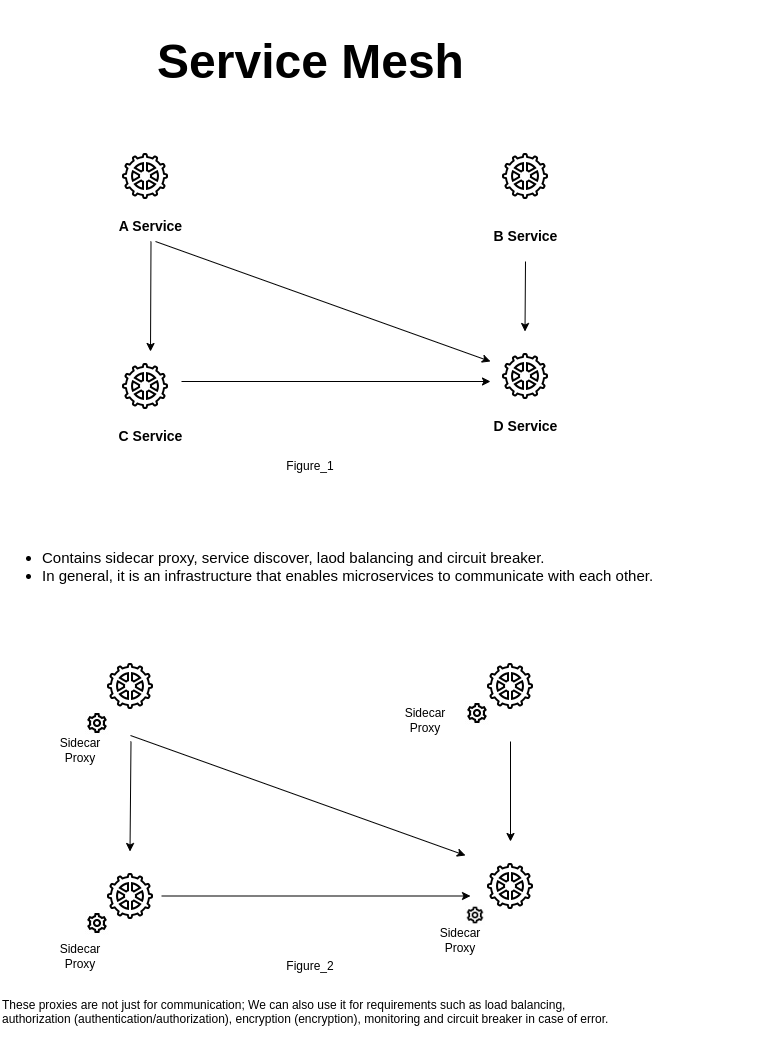 Service Mesh
A Service
B Service
C Service
D Service
Figure_1
Contains sidecar proxy, service discover, laod balancing and circuit breaker.
In general, it is an infrastructure that enables microservices to communicate with each other.
Sidecar
Proxy
Sidecar
Proxy
Sidecar
Proxy
Sidecar
Proxy
Figure_2
These proxies are not just for communication; We can also use it for requirements such as load balancing,
authorization (authentication/authorization), encryption (encryption), monitoring and circuit breaker in case of error.